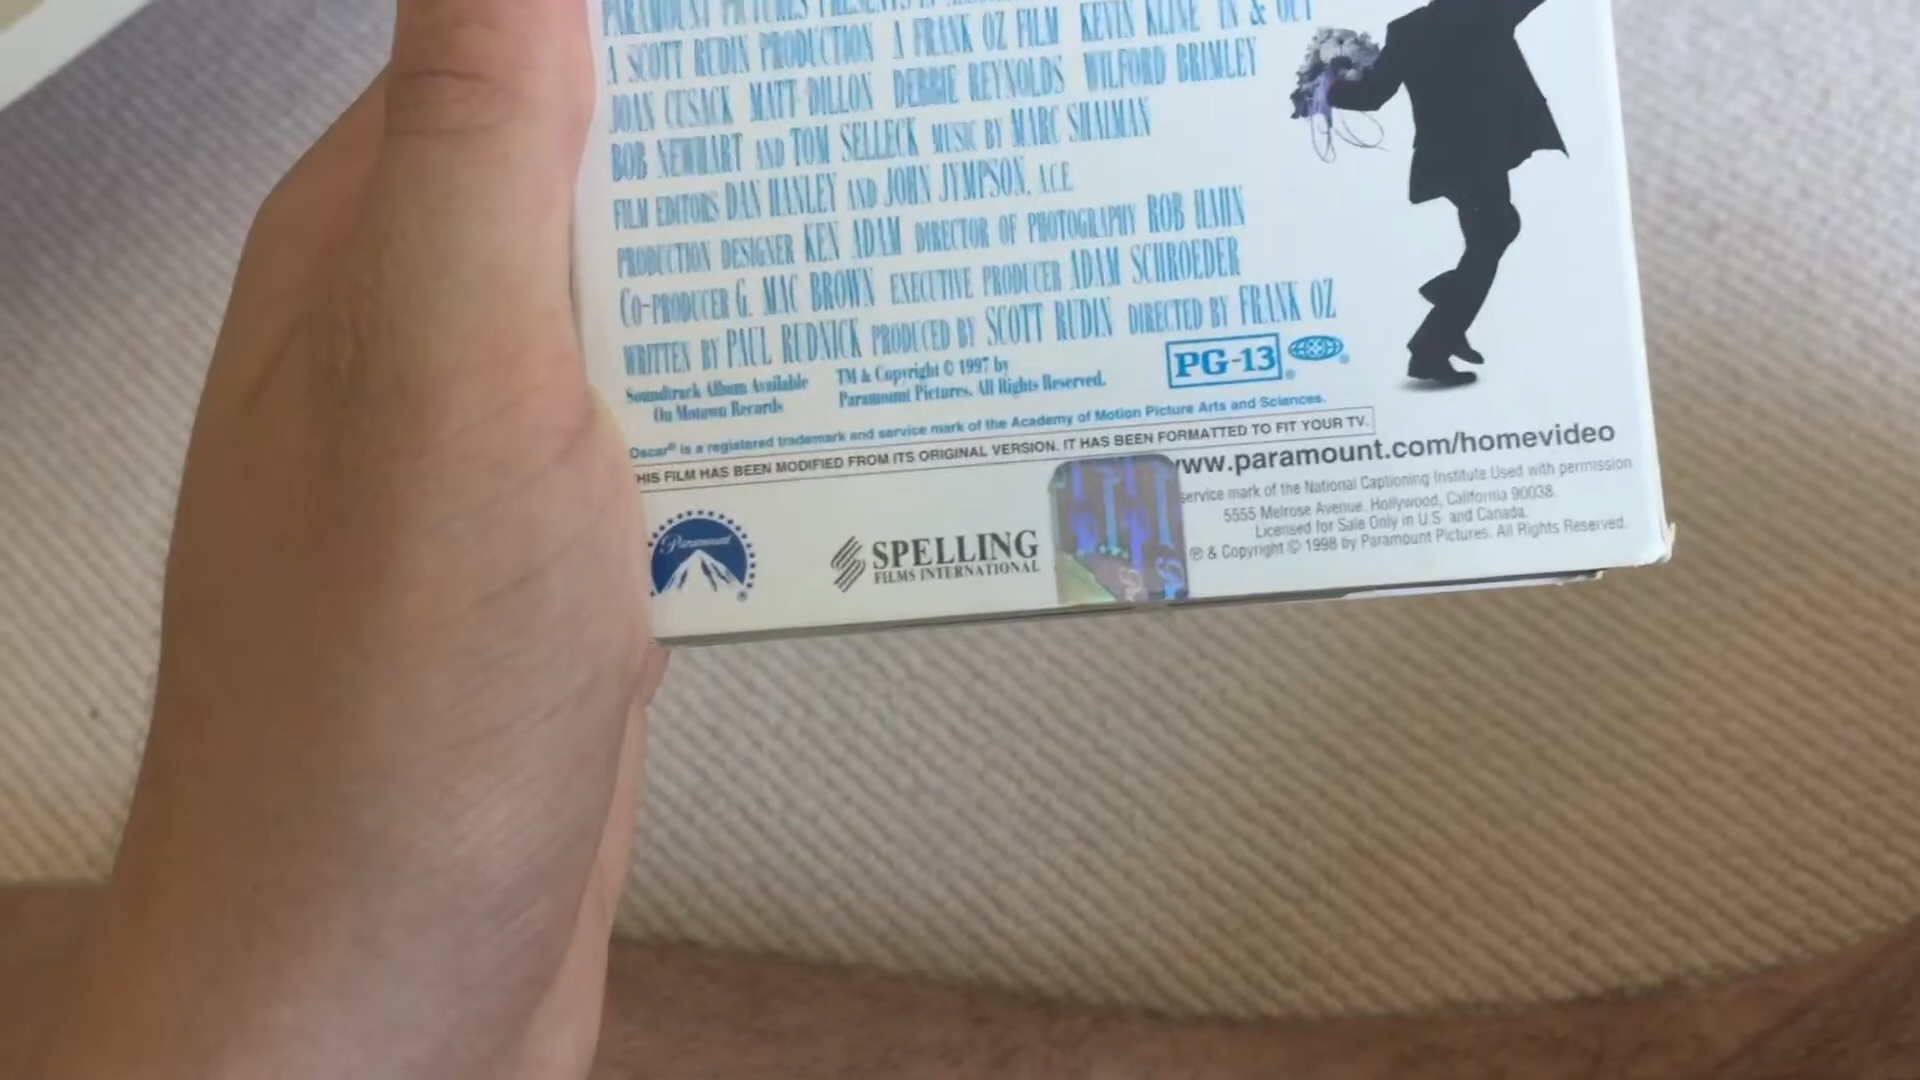 PARAMOUNT PICTURES PRESENTS IN
A SCOTT RUDIN PRODUCTION A FRANK OZ FILM KEVIN KLINE IN & OUT
JOAN CUSACK MATT DILLON DEBBIE REYNOLDS WILFORD BRIMLEY
BOB NEWHART AND TOM SELLECK MUSIC BY MARC SHAIMAN
FILM EDITORS DAN HANLEY AND JOHN JYMPSON, A.C.E.
PRODUCTION DESIGNER KEN ADAM DIRECTOR OF PHOTOGRAPHY ROB HAHN
CO-PRODUCER G. MAC BROWN EXECUTIVE PRODUCER ADAM SCHROEDER
WRITTEN BY PAUL RUDNICK PRODUCED BY SCOTT RUDIN DIRECTED BY FRANK OZ
Soundtrack Album Available
On Motown Records
TM & Copyright © 1997 by
Paramount Pictures. All Rights Reserved.
PG-13 ®
Oscar® is a registered trademark and service mark of the Academy of Motion Picture Arts and Sciences.
HIS FILM HAS BEEN MODIFIED FROM ITS ORIGINAL VERSION. IT HAS BEEN FORMATTED TO FIT YOUR TV.
www.paramount.com/homevideo
service mark of the National Captioning Institute Used with permission.
5555 Melrose Avenue, Hollywood, California 90038.
Licensed for Sale Only in U.S. and Canada.
℗ & Copyright © 1998 by Paramount Pictures. All Rights Reserved.
Paramount ®
SPELLING
FILMS INTERNATIONAL